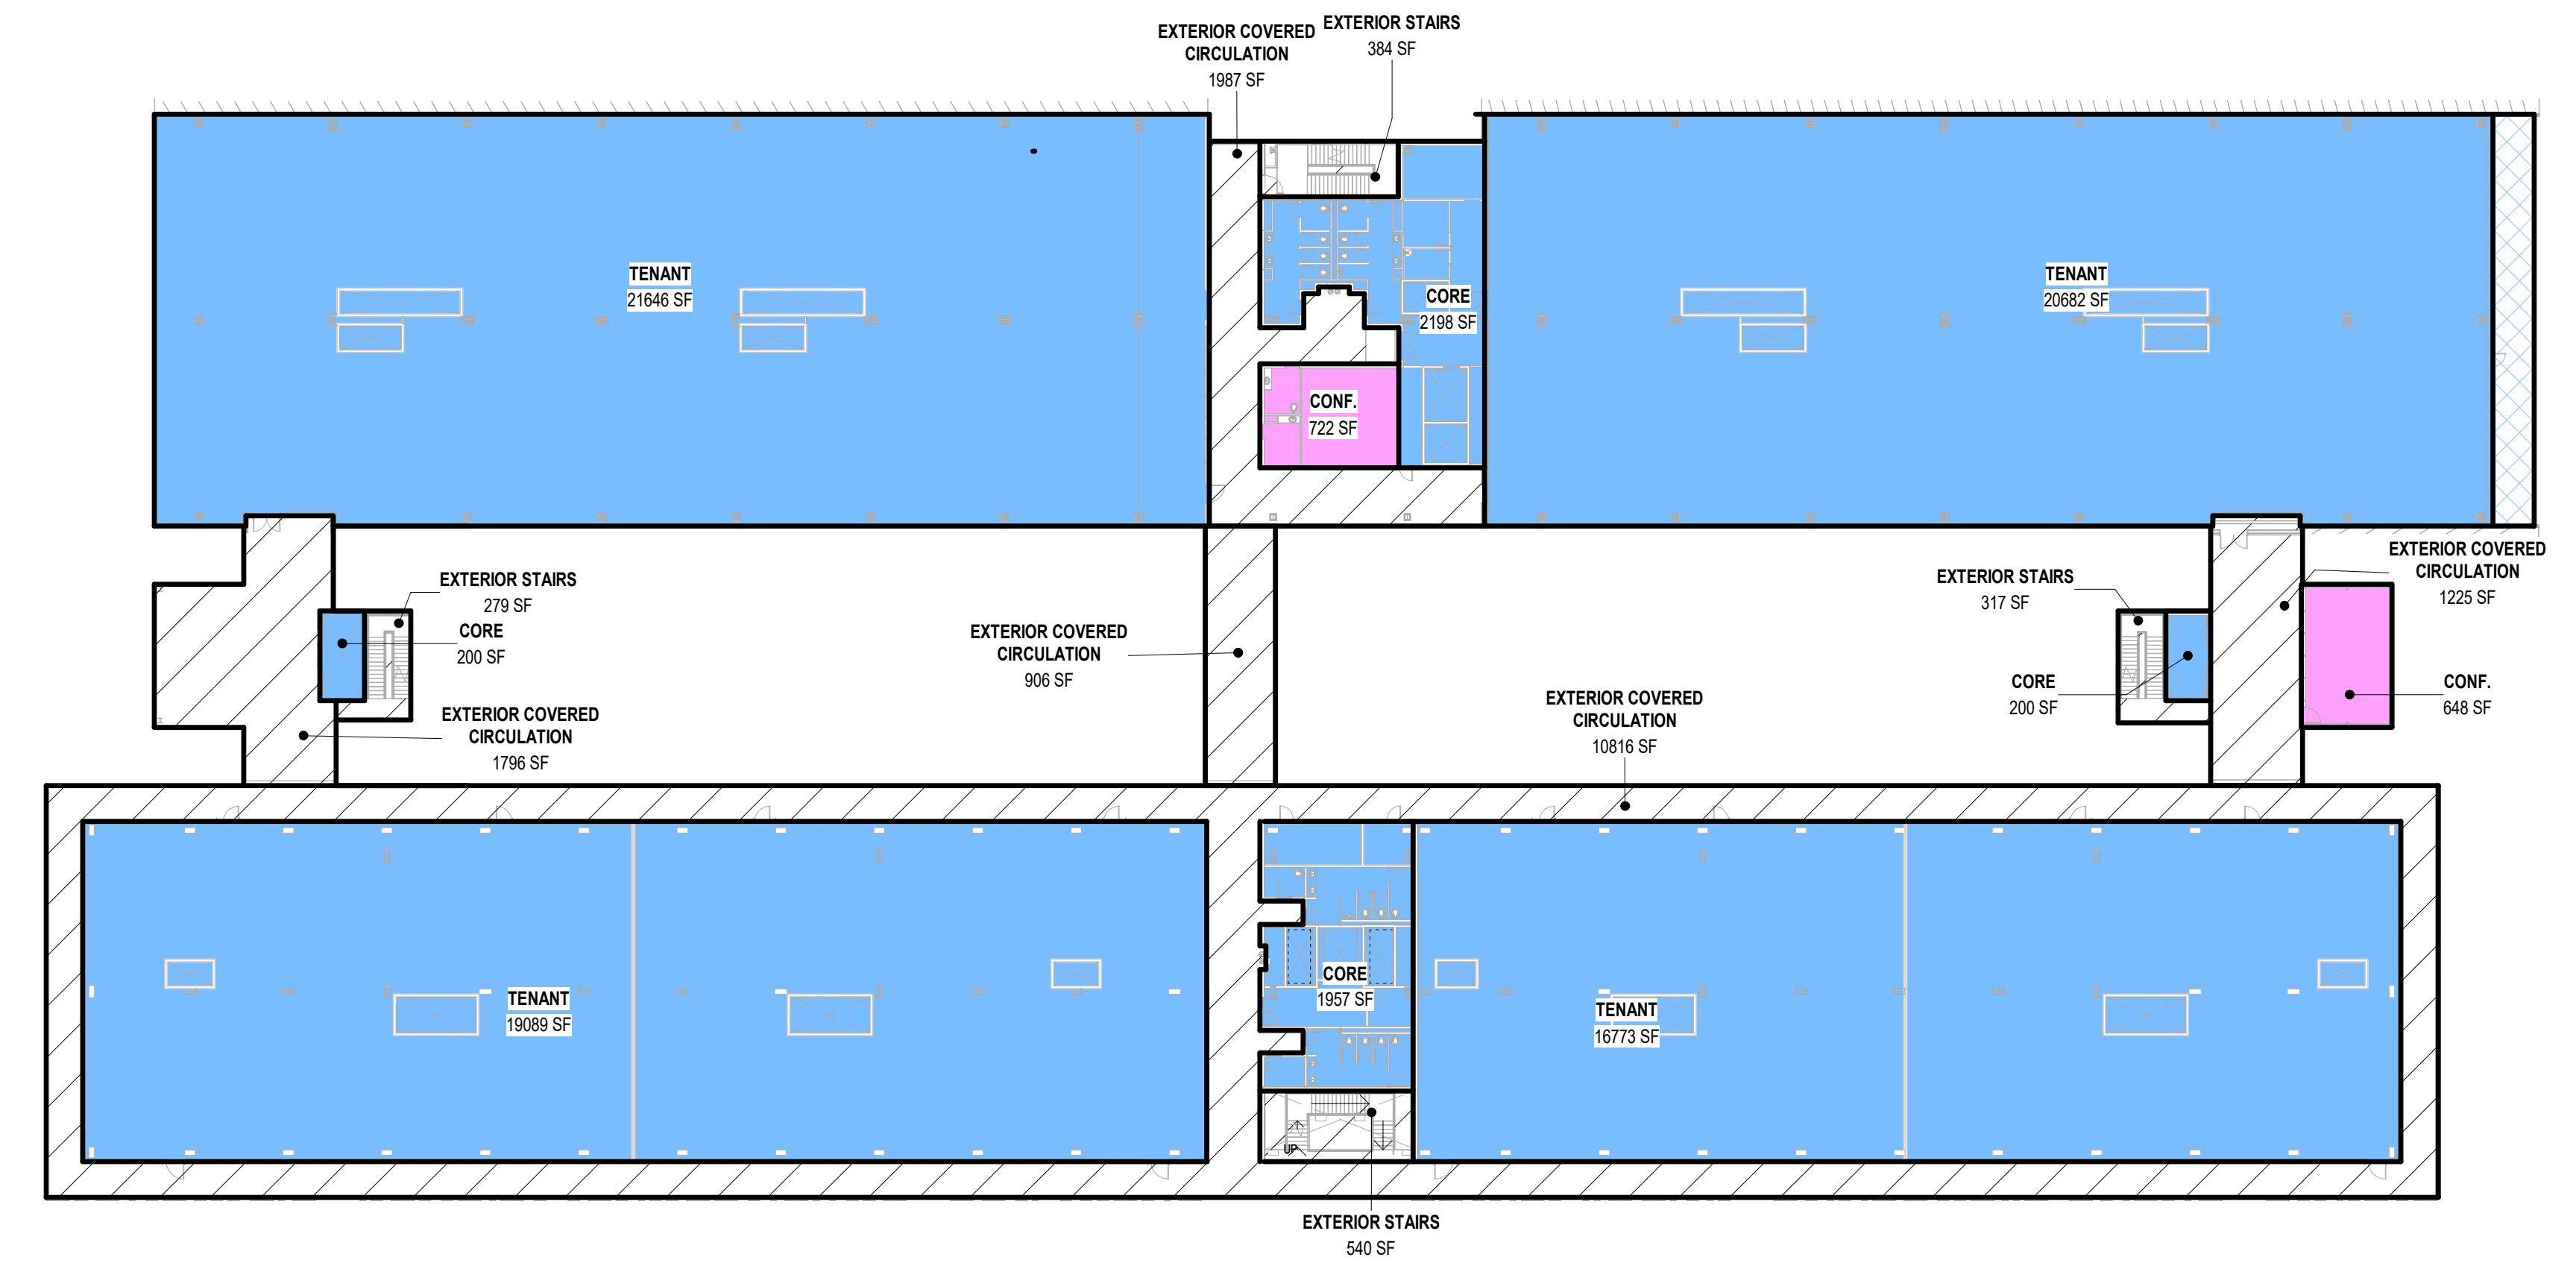 EXTERIOR COVERED
CIRCULATION
1987 SF
EXTERIOR STAIRS
384 SF
TENANT
21646 SF
CORE
2198 SF
CONF.
722 SF
TENANT
20682 SF
EXTERIOR STAIRS
279 SF
CORE
200 SF
EXTERIOR COVERED
CIRCULATION
1796 SF
EXTERIOR COVERED
CIRCULATION
906 SF
EXTERIOR COVERED
CIRCULATION
10816 SF
EXTERIOR STAIRS
317 SF
CORE
200 SF
EXTERIOR COVERED
CIRCULATION
1225 SF
CONF.
648 SF
TENANT
19089 SF
CORE
1957 SF
TENANT
16773 SF
UP
EXTERIOR STAIRS
540 SF